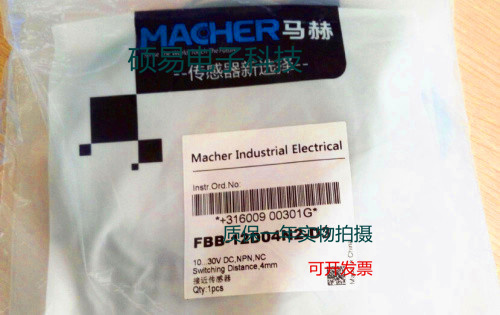 MACHER马赫
硕易电子科技
--传感器新选择--
Macher Industrial Electrical
Instr.Ord.No:
*+316009 00301G*
质保一年实物拍摄
10...30V DC,NPN,NC
Switching Distance,4mm
接近传感器
Qty:1pcs
可开发票